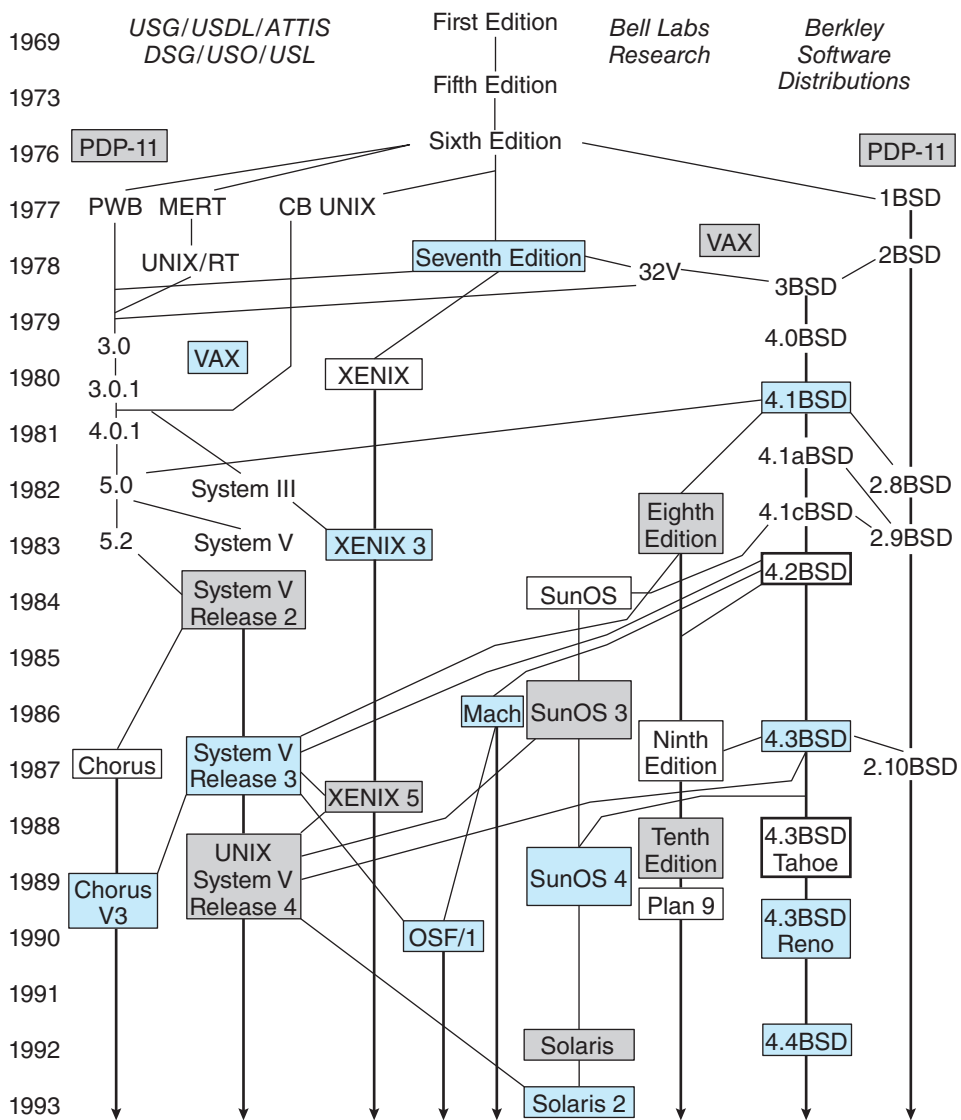 USG/USDL/ATTIS
DSG/USO/USL
First Edition
Bell Labs
Research
Berkley
Software
Distributions
1969
Fifth Edition
1973
PDP-11
Sixth Edition
PDP-11
1976
1977
PWB
MERT
CB UNIX
1BSD
VAX
1978
UNIX/RT
Seventh Edition
32V
2BSD
3BSD
1979
3.0
VAX
4.0BSD
1980
3.0.1
XENIX
4.1BSD
1981
4.0.1
4.1aBSD
1982
5.0
System III
2.8BSD
Eighth
Edition
4.1cBSD
1983
5.2
System V
XENIX 3
2.9BSD
4.2BSD
1984
System V
Release 2
SunOS
1985
1986
Mach
SunOS 3
1987
Chorus
System V
Release 3
Ninth
Edition
4.3BSD
2.10BSD
XENIX 5
1988
UNIX
System V
Release 4
Tenth
Edition
4.3BSD
Tahoe
1989
Chorus
V3
SunOS 4
Plan 9
1990
OSF/1
4.3BSD
Reno
1991
1992
Solaris
4.4BSD
1993
Solaris 2